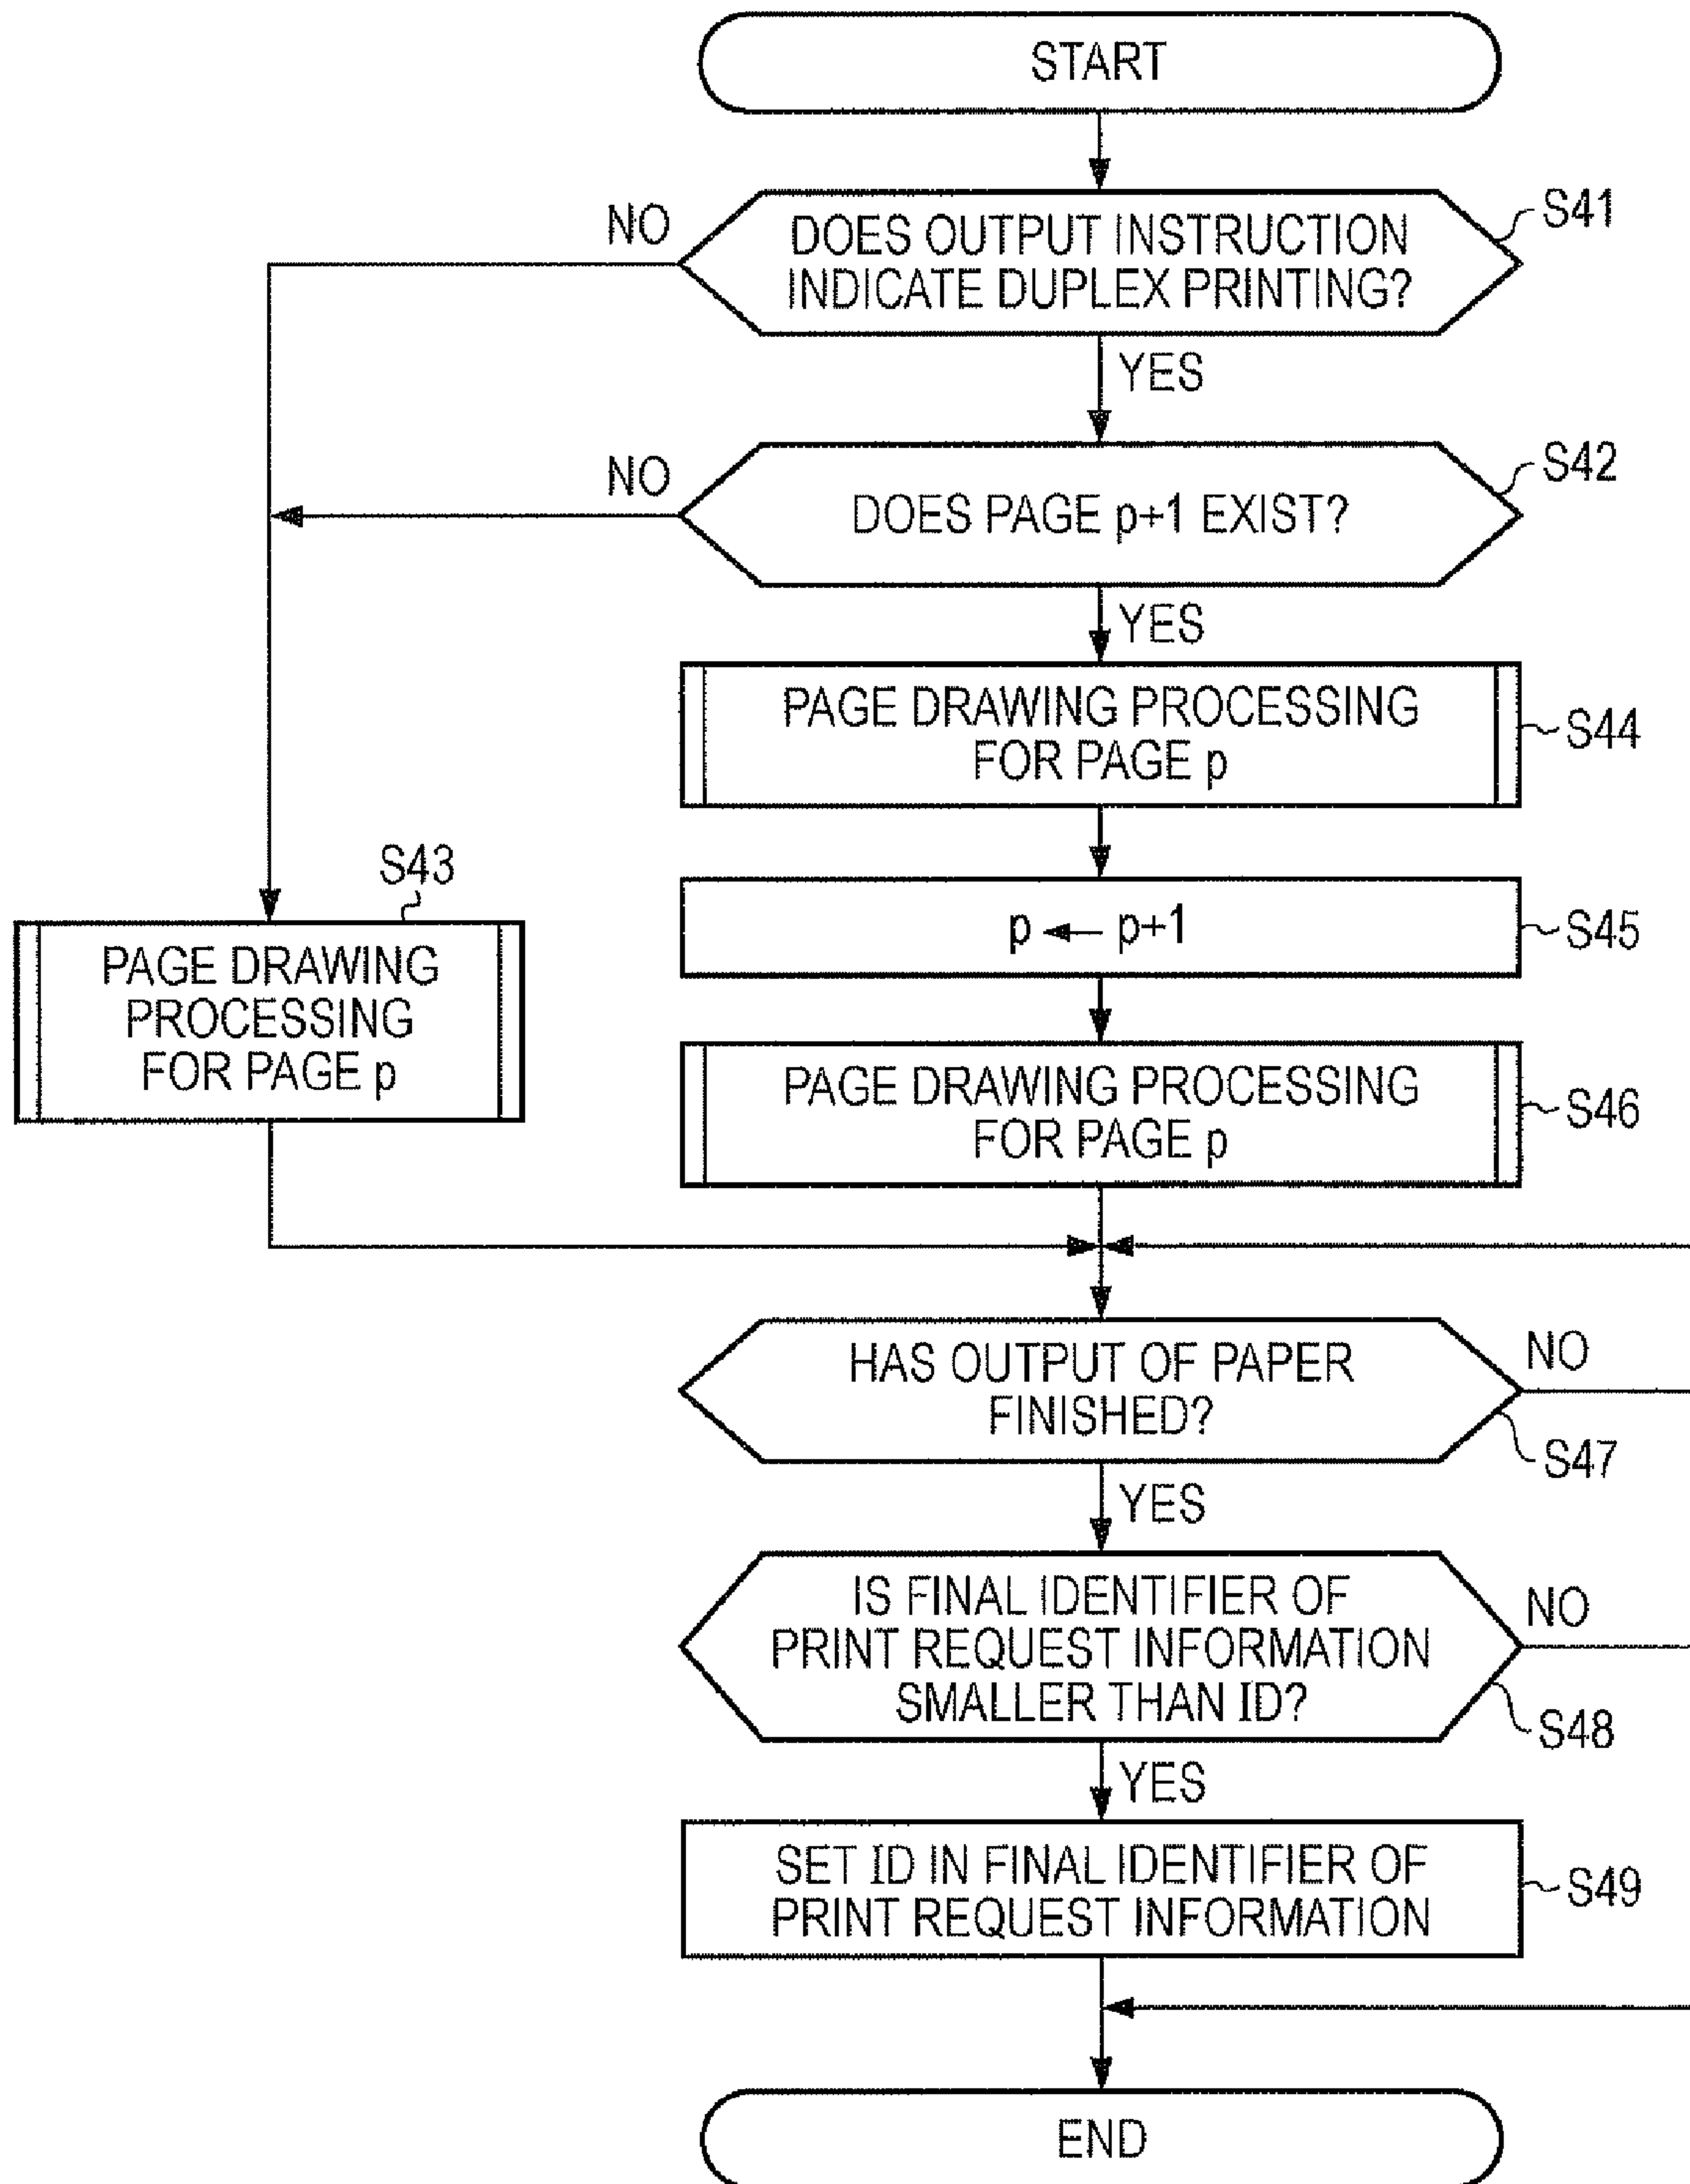 START
NO
DOES OUTPUT INSTRUCTION
INDICATE DUPLEX PRINTING?
S41
YES
NO
DOES PAGE p+1 EXIST?
S42
YES
PAGE DRAWING PROCESSING
FOR PAGE p
S44
S43
PAGE DRAWING
PROCESSING
FOR PAGE p
p ← p+1
S45
PAGE DRAWING PROCESSING
FOR PAGE p
S46
HAS OUTPUT OF PAPER
FINISHED?
NO
S47
YES
IS FINAL IDENTIFIER OF
PRINT REQUEST INFORMATION
SMALLER THAN ID?
NO
S48
YES
SET ID IN FINAL IDENTIFIER OF
PRINT REQUEST INFORMATION
S49
END